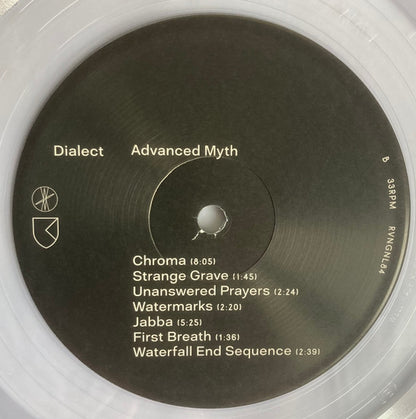 Dialect Advanced Myth
Chroma (8:05)
Strange Grave (1:45)
Unanswered Prayers (2:24)
Watermarks (2:20)
Jabba (5:25)
First Breath (1:36)
Waterfall End Sequence (2:39)
B 33RPM RVNGNL84